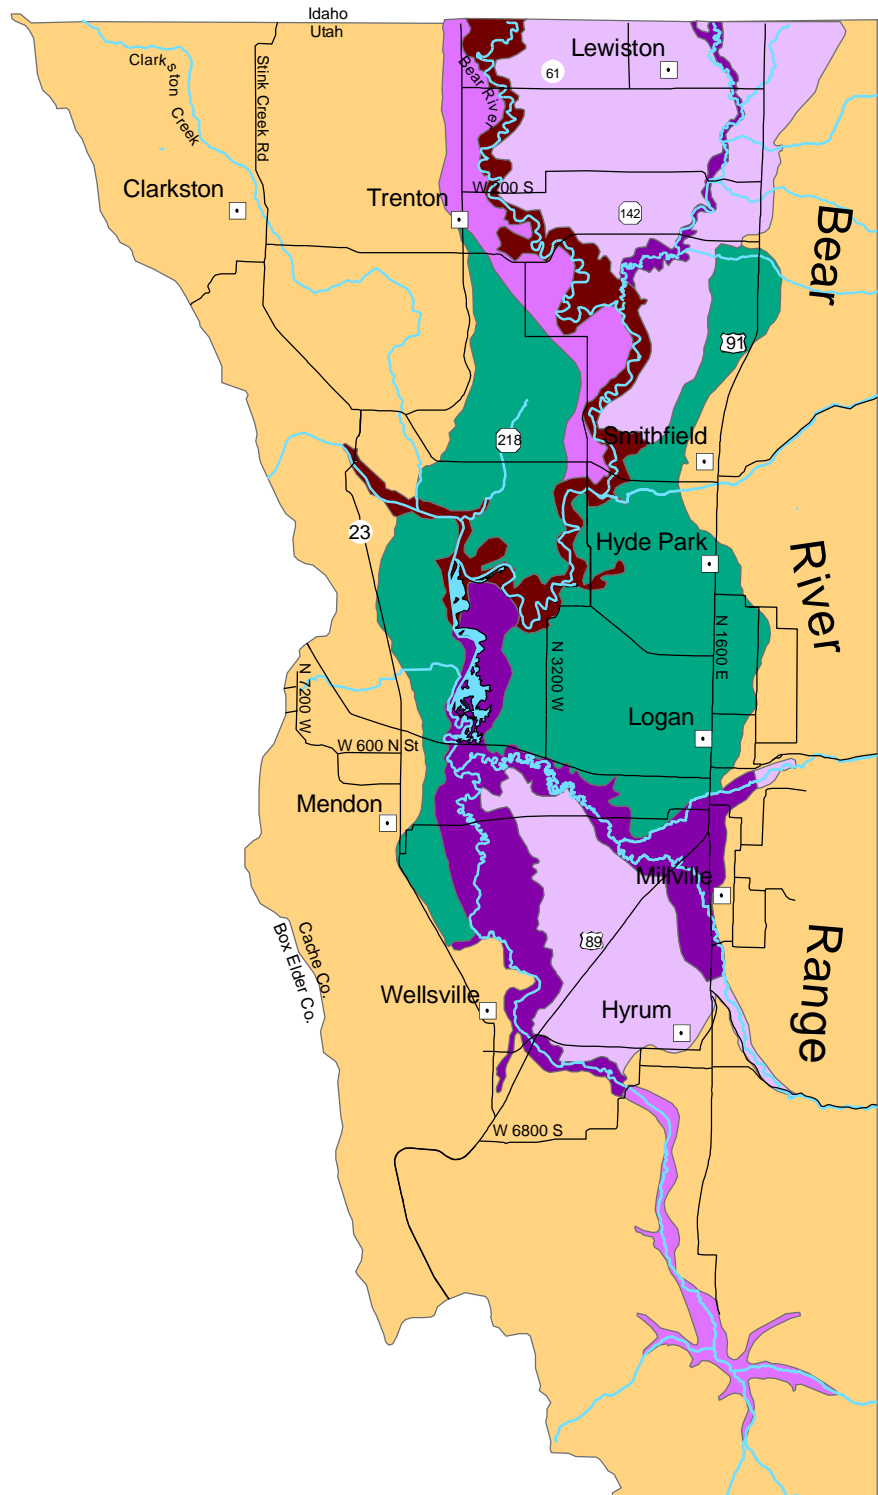 Idaho
Utah
Lewiston
61
Clarkston Creek
Stink Creek Rd
Bear River
Clarkston
Trenton
W 200 S
142
Bear
91
Smithfield
218
23
Hyde Park
River
N 1600 E
N 3200 W
N 7200 W
Logan
W 600 N St
Mendon
Millville
Cache Co.
Box Elder Co.
89
Range
Wellsville
Hyrum
W 6800 S